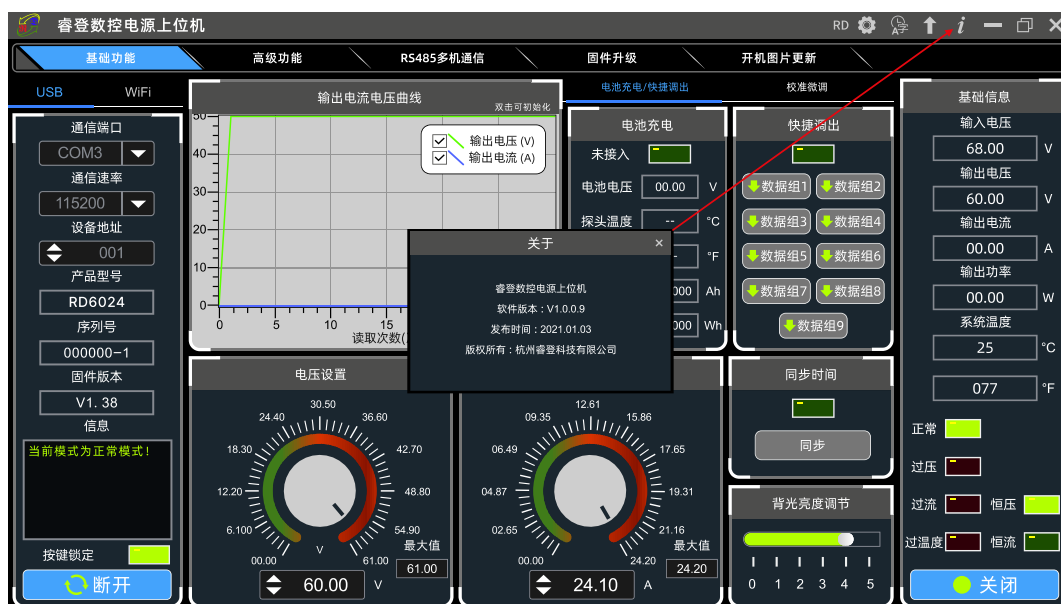 睿登数控电源上位机
RD
基础功能
高级功能
RS485多机通信
固件升级
开机图片更新
USB
WiFi
通信端口
COM3
通信速率
115200
设备地址
001
产品型号
RD6024
序列号
000000-1
固件版本
V1.38
信息
当前模式为正常模式!
按键锁定
断开
输出电流电压曲线
双击可初始化
输出电压 (V)
输出电流 (A)
50
40
30
20
10
0
0
5
10
15
读取次数(
电池充电/快捷调出
校准微调
电池充电
未接入
电池电压
00.00
V
探头温度
--
°C
-
°F
000
Ah
000
Wh
快捷调出
数据组1
数据组2
数据组3
数据组4
数据组5
数据组6
数据组7
数据组8
数据组9
关于
×
睿登数控电源上位机
软件版本：V1.0.0.9
发布时间：2021.01.03
版权所有：杭州睿登科技有限公司
电压设置
00.00
6.100
12.20
18.30
24.40
30.50
36.60
42.70
48.80
54.90
61.00
V
最大值
61.00
60.00
V
00.00
02.65
04.87
06.49
09.35
12.61
15.86
17.65
19.31
21.16
24.20
最大值
24.20
24.10
A
同步时间
同步
背光亮度调节
0 1 2 3 4 5
基础信息
输入电压
68.00
V
输出电压
60.00
V
输出电流
00.00
A
输出功率
00.00
W
系统温度
25
°C
077
°F
正常
过压
过流
恒压
过温度
恒流
关闭